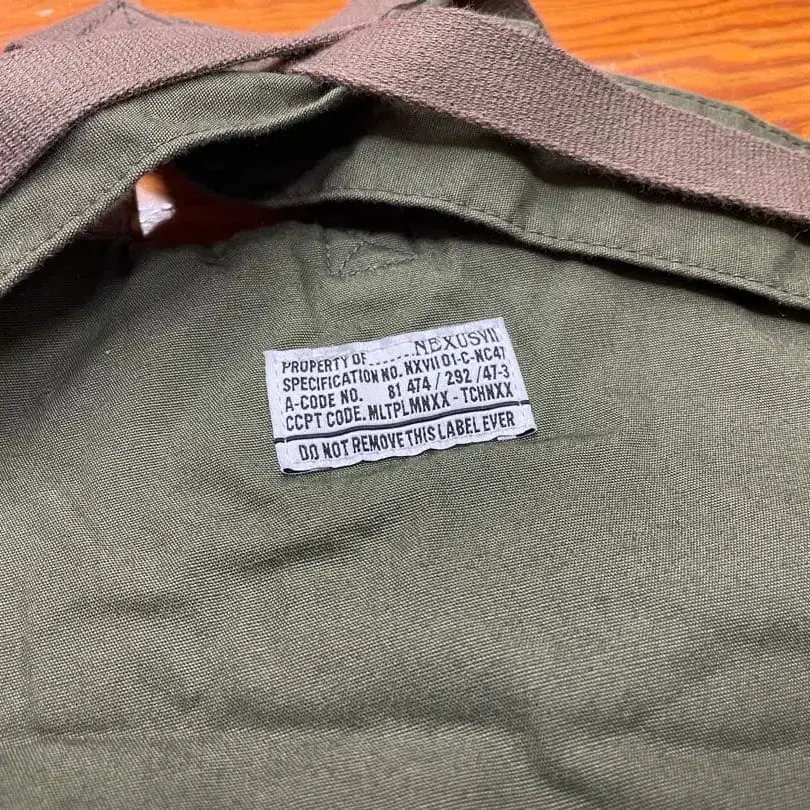 PROPERTY OF.......NEXUSVII
SPECIFICATION NO. NXVII 01-C-NC47
A-CODE NO. 81 474 / 292 / 47-3
CCPT CODE. MLTPLMNXX - TCHNXX
DO NOT REMOVE THIS LABEL EVER